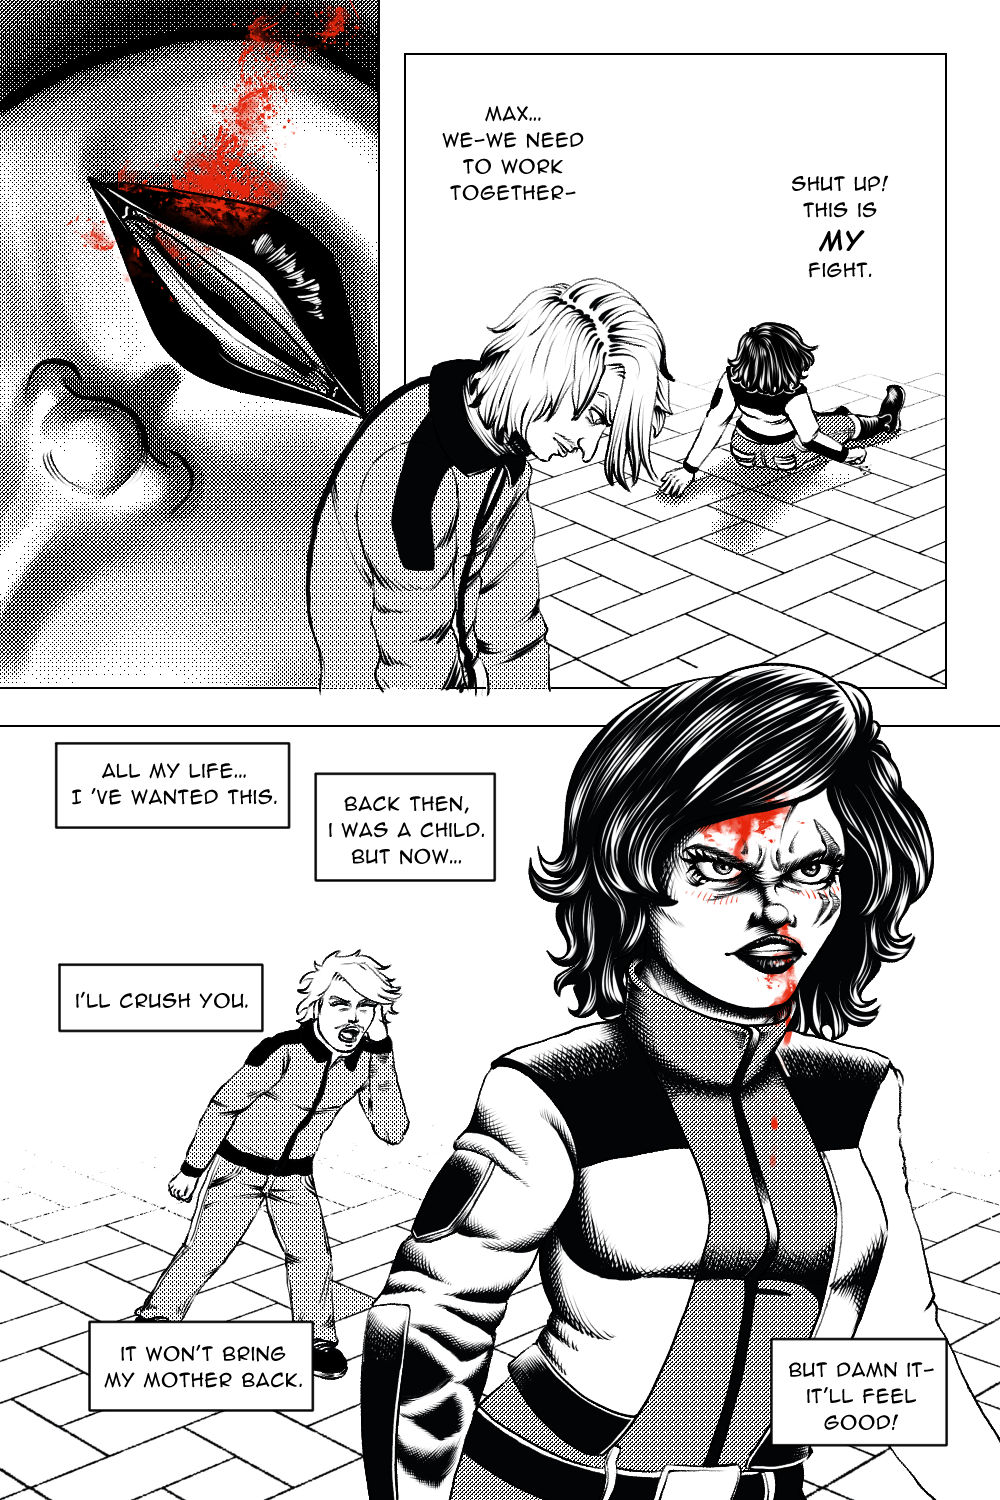 MAX...
WE-WE NEED
TO WORK
TOGETHER-
SHUT UP!
THIS IS
MY
FIGHT.
ALL MY LIFE...
I 'VE WANTED THIS.
BACK THEN,
I WAS A CHILD.
BUT NOW...
I'LL CRUSH YOU.
IT WON'T BRING
MY MOTHER BACK.
BUT DAMN IT-
IT'LL FEEL
GOOD!